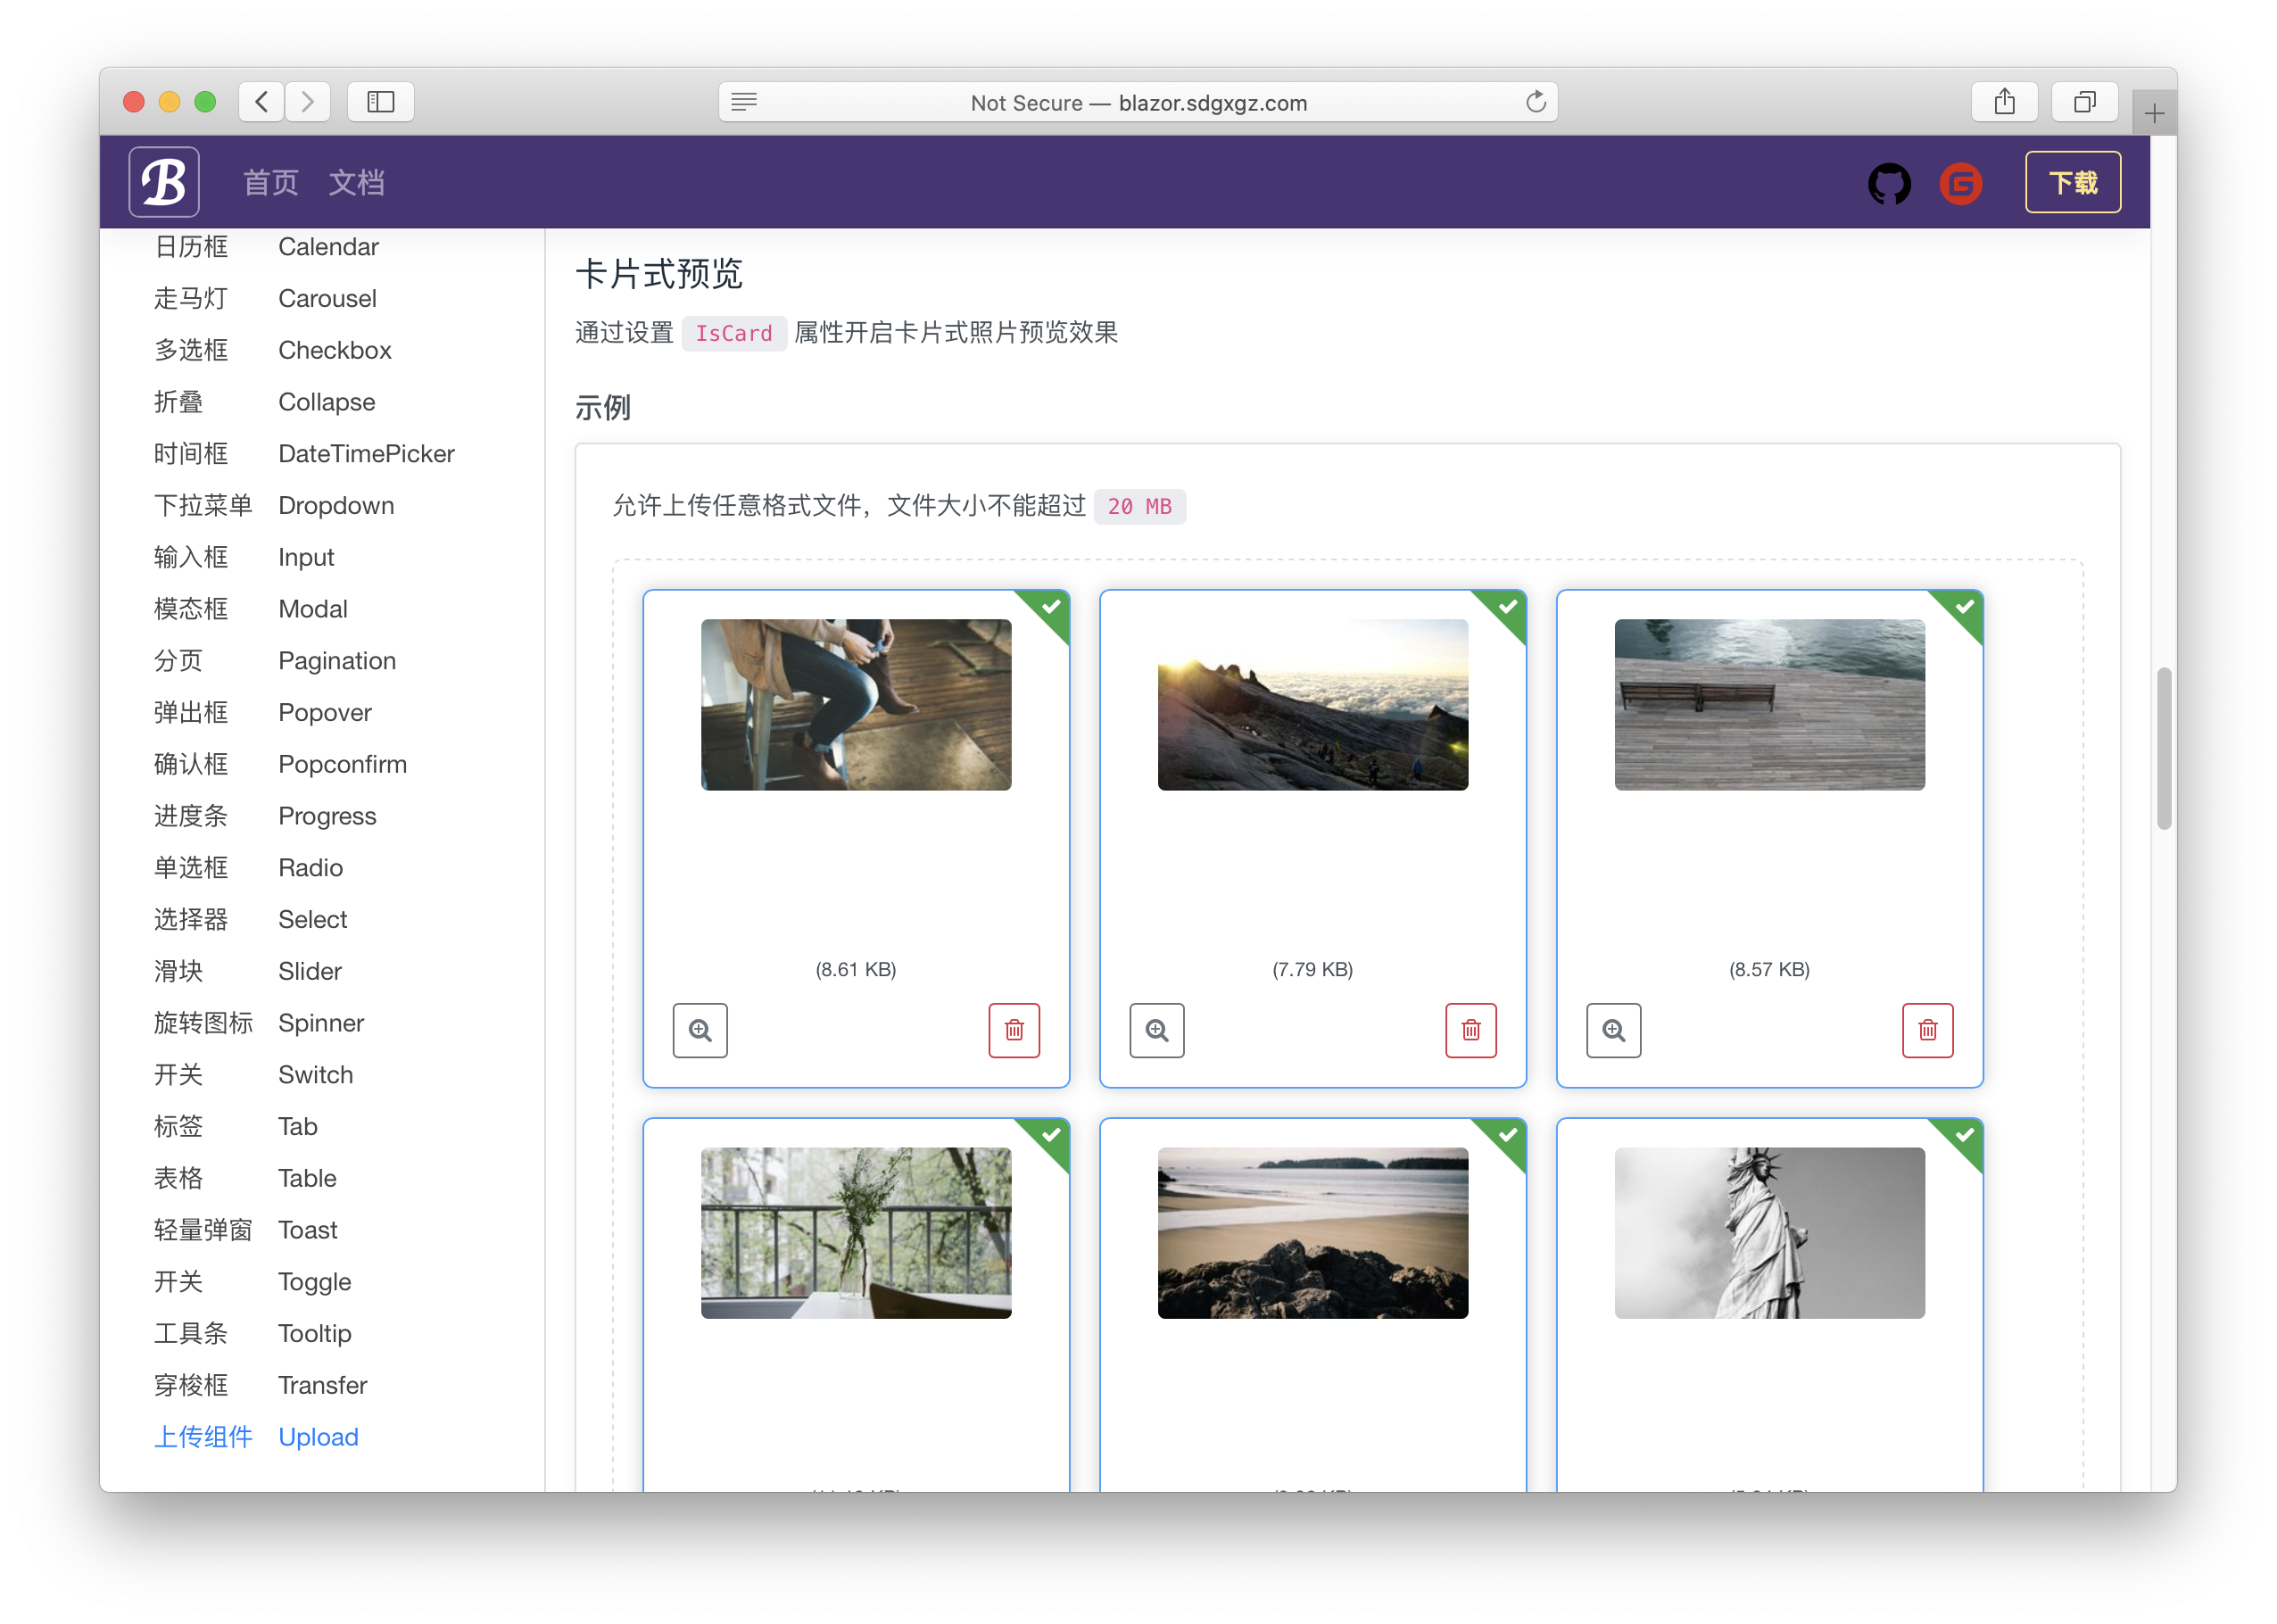 Not Secure — blazor.sdgxgz.com
B 首页 文档 下载
日历框 Calendar
走马灯 Carousel
多选框 Checkbox
折叠 Collapse
时间框 DateTimePicker
下拉菜单 Dropdown
输入框 Input
模态框 Modal
分页 Pagination
弹出框 Popover
确认框 Popconfirm
进度条 Progress
单选框 Radio
选择器 Select
滑块 Slider
旋转图标 Spinner
开关 Switch
标签 Tab
表格 Table
轻量弹窗 Toast
开关 Toggle
工具条 Tooltip
穿梭框 Transfer
上传组件 Upload
卡片式预览
通过设置 IsCard 属性开启卡片式照片预览效果
示例
允许上传任意格式文件，文件大小不能超过 20 MB
(8.61 KB)
(7.79 KB)
(8.57 KB)